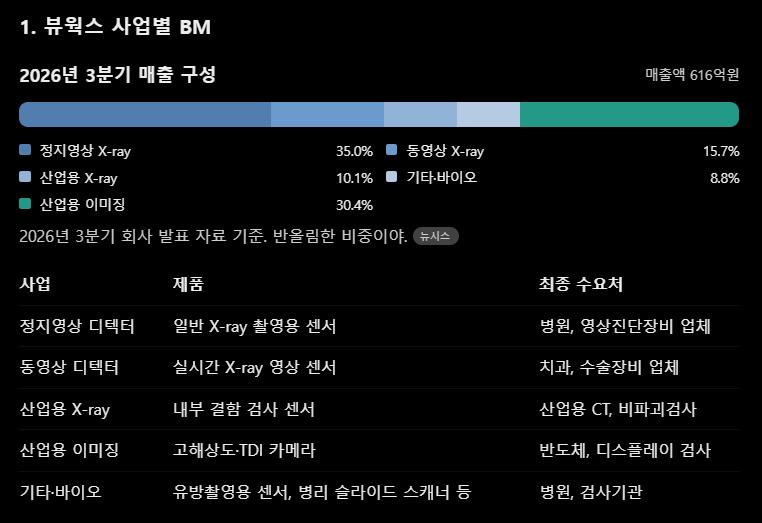 1. 뷰웍스 사업별 BM
2026년 3분기 매출 구성 매출액 616억원
정지영상 X-ray 35.0% 동영상 X-ray 15.7%
산업용 X-ray 10.1% 기타·바이오 8.8%
산업용 이미징 30.4%
2026년 3분기 회사 발표 자료 기준. 반올림한 비중이야. 뉴시스
사업 제품 최종 수요처
정지영상 디텍터 일반 X-ray 촬영용 센서 병원, 영상진단장비 업체
동영상 디텍터 실시간 X-ray 영상 센서 치과, 수술장비 업체
산업용 X-ray 내부 결함 검사 센서 산업용 CT, 비파괴검사
산업용 이미징 고해상도·TDI 카메라 반도체, 디스플레이 검사
기타·바이오 유방촬영용 센서, 병리 슬라이드 스캐너 등 병원, 검사기관